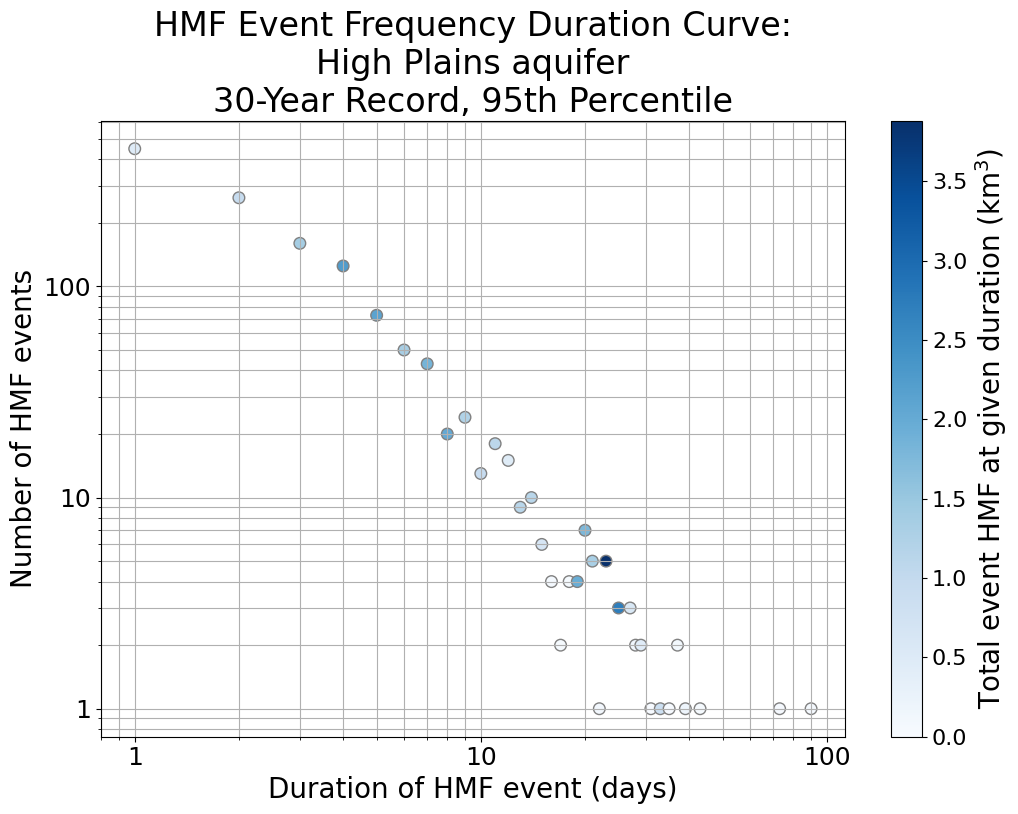 HMF Event Frequency Duration Curve:
High Plains aquifer
30-Year Record, 95th Percentile
Number of HMF events
100
10
1
1
10
100
Duration of HMF event (days)
3.5
3.0
2.5
2.0
1.5
1.0
0.5
0.0
Total event HMF at given duration (km³)